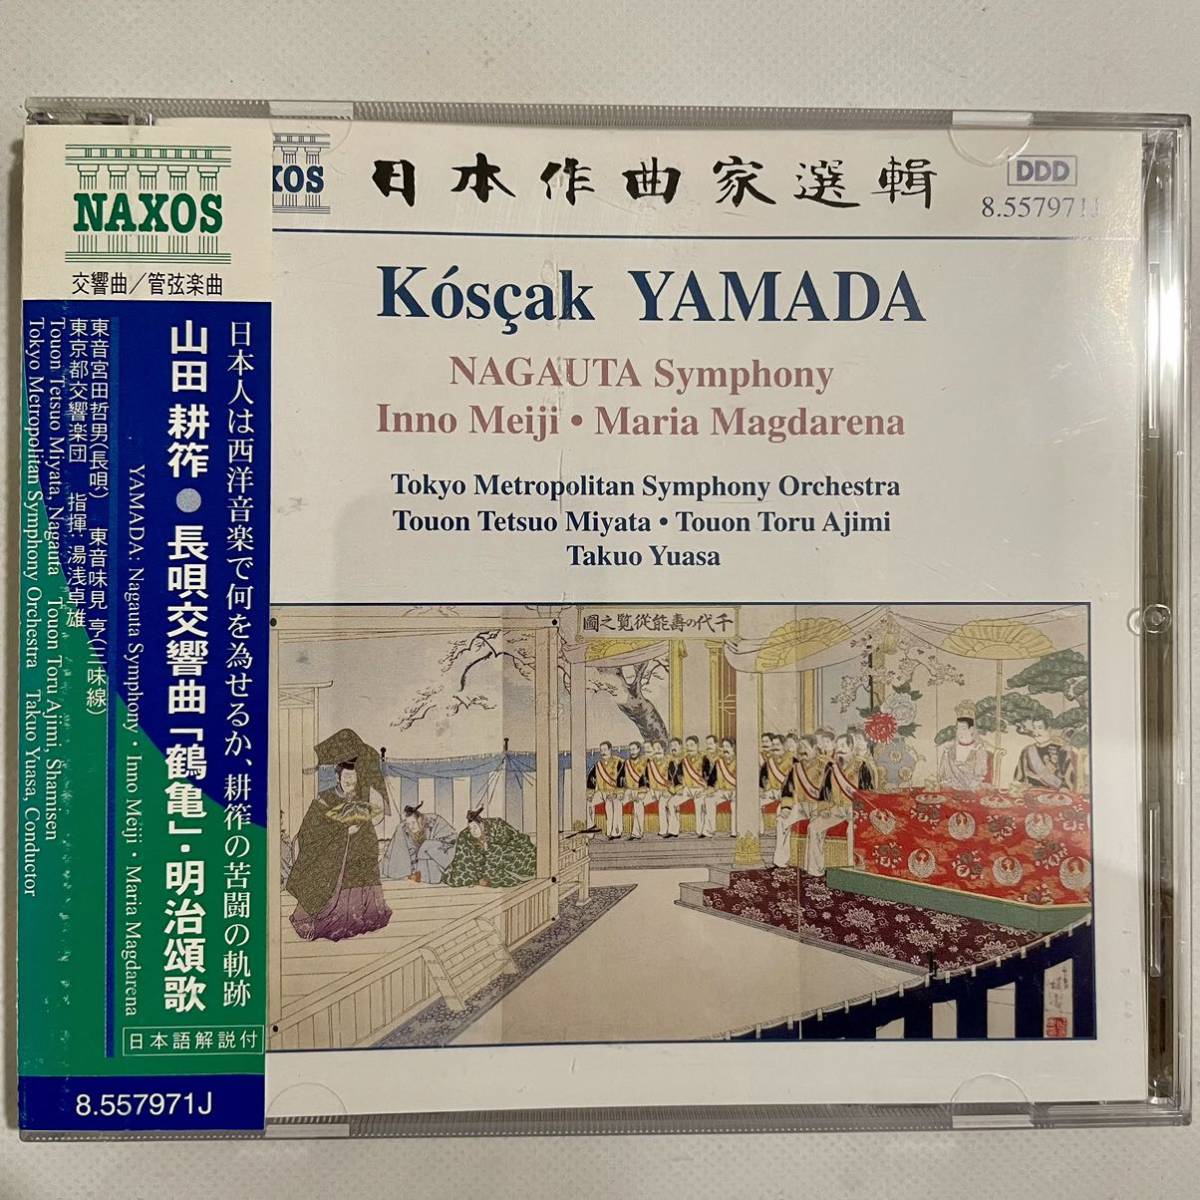 NAXOS
交響曲／管弦楽曲
日本人は西洋音楽で何を為せるか、耕筰の苦闘の軌跡
山田 耕筰●長唄交響曲「鶴亀」・明治頌歌
YAMADA: Nagauta Symphony・Inno Meiji・Maria Magdarena
東音宮田哲男(長唄) 東音味見 亨(三味線)
東京都交響楽団 指揮:湯浅卓雄
Touon Tetsuo Miyata, Nagauta Touon Toru Ajimi, Shamisen
Tokyo Metropolitan Symphony Orchestra Takuo Yuasa, Conductor
日本語解説付
8.557971J
XOS
日本作曲家選輯
DDD
8.557971J
Kósçak YAMADA
NAGAUTA Symphony
Inno Meiji • Maria Magdarena
Tokyo Metropolitan Symphony Orchestra
Touon Tetsuo Miyata • Touon Toru Ajimi
Takuo Yuasa
千代の壽能従覧之圖